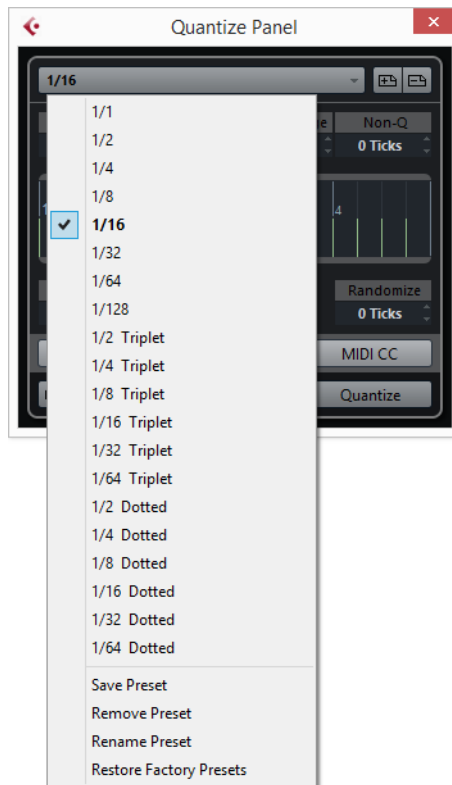 Quantize Panel
1/16
Non-Q
0 Ticks
4
Randomize
0 Ticks
MIDI CC
Quantize
1/1
1/2
1/4
1/8
1/16
1/32
1/64
1/128
1/2 Triplet
1/4 Triplet
1/8 Triplet
1/16 Triplet
1/32 Triplet
1/64 Triplet
1/2 Dotted
1/4 Dotted
1/8 Dotted
1/16 Dotted
1/32 Dotted
1/64 Dotted
Save Preset
Remove Preset
Rename Preset
Restore Factory Presets